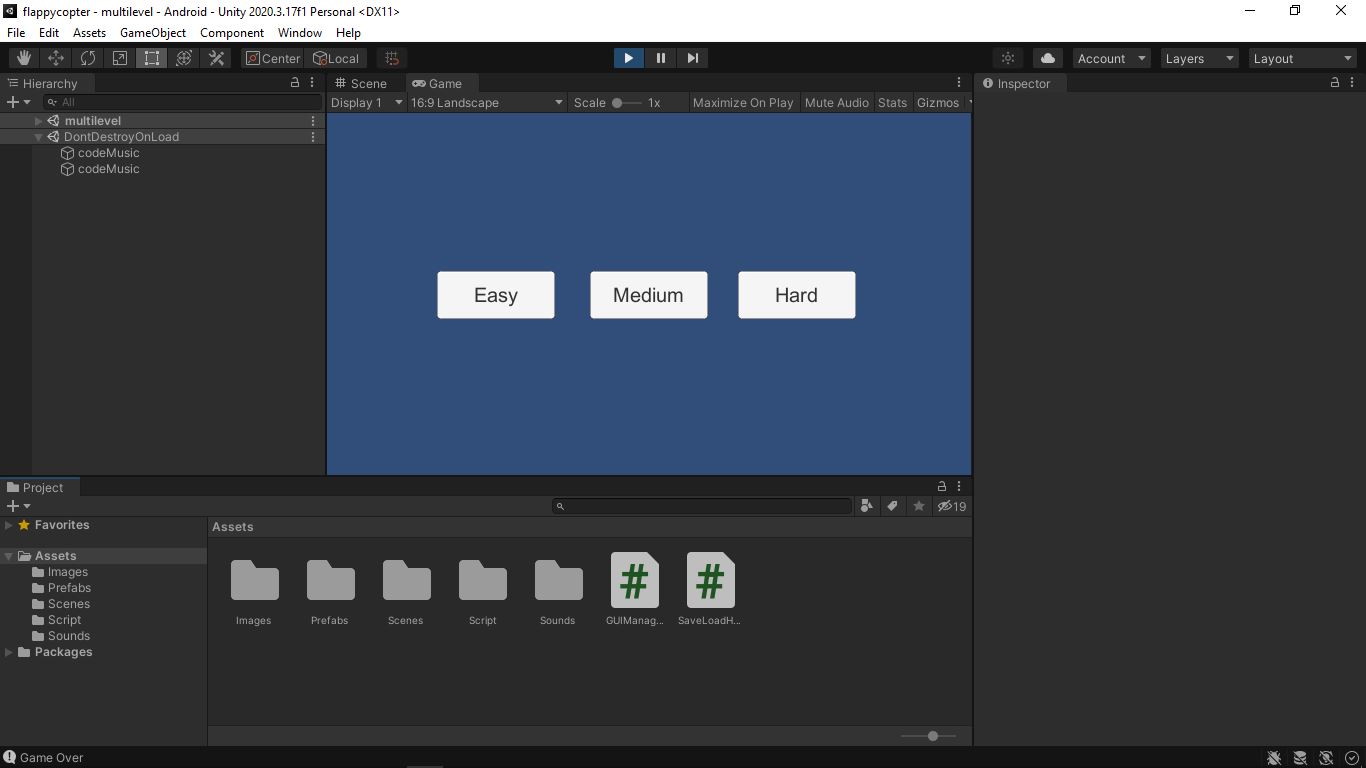 flappycopter - multilevel - Android - Unity 2020.3.17f1 Personal <DX11>
File Edit Assets GameObject Component Window Help
Center Local Account Layers Layout
Hierarchy
All
multilevel
DontDestroyOnLoad
codeMusic
codeMusic
Scene Game
Display 1 16:9 Landscape Scale 1x Maximize On Play Mute Audio Stats Gizmos
Easy Medium Hard
Inspector
Project
19
Favorites
Assets
Images
Prefabs
Scenes
Script
Sounds
Packages
Assets
Images Prefabs Scenes Script Sounds GUIManag... SaveLoadH...
Game Over